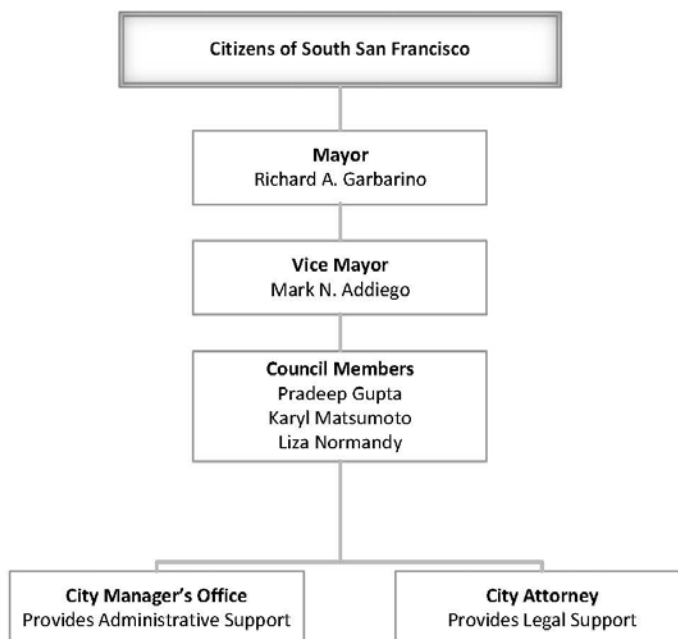 Citizens of South San Francisco
Mayor
Richard A. Garbarino
Vice Mayor
Mark N. Addiego
Council Members
Pradeep Gupta
Karyl Matsumoto
Liza Normandy
City Manager's Office
Provides Administrative Support
City Attorney
Provides Legal Support